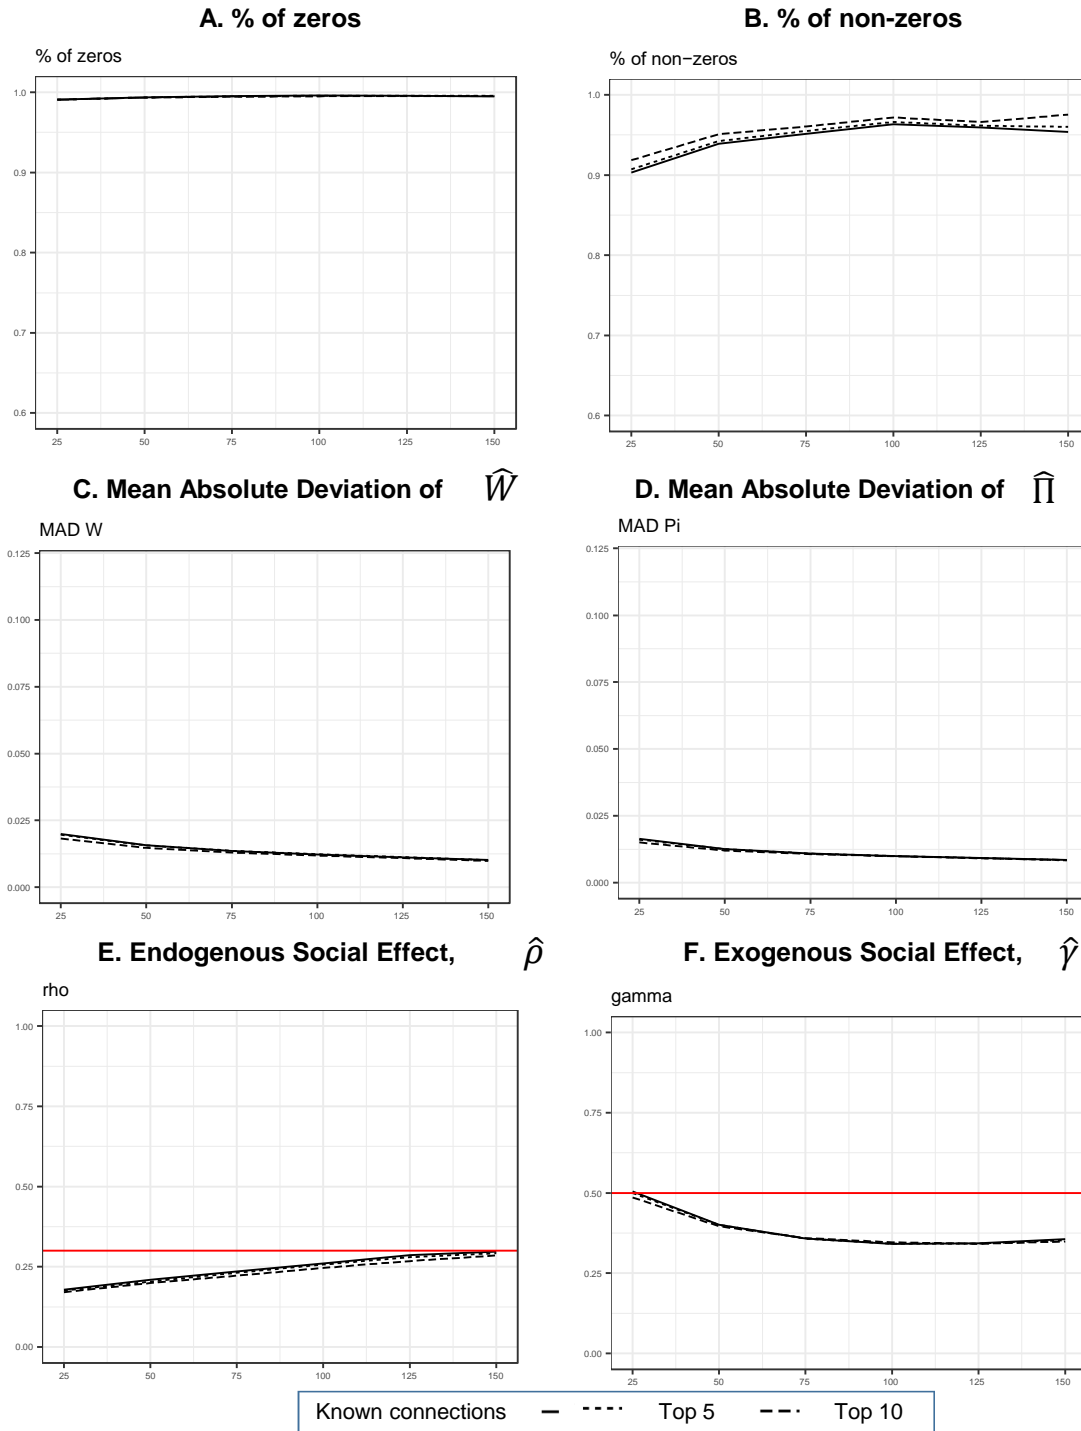 A. % of zeros
B. % of non-zeros
% of zeros
% of non−zeros
1.0
0.9
0.8
0.7
0.6
25 50 75 100 125 150
1.0
0.9
0.8
0.7
0.6
25 50 75 100 125 150
C. Mean Absolute Deviation of Ŵ
D. Mean Absolute Deviation of Π̂
MAD W
MAD Pi
0.125
0.100
0.075
0.050
0.025
0.000
25 50 75 100 125 150
0.125
0.100
0.075
0.050
0.025
0.000
25 50 75 100 125 150
E. Endogenous Social Effect, ρ̂
F. Exogenous Social Effect, γ̂
rho
gamma
1.00
0.75
0.50
0.25
0.00
25 50 75 100 125 150
1.00
0.75
0.50
0.25
0.00
25 50 75 100 125 150
Known connections Top 5 Top 10